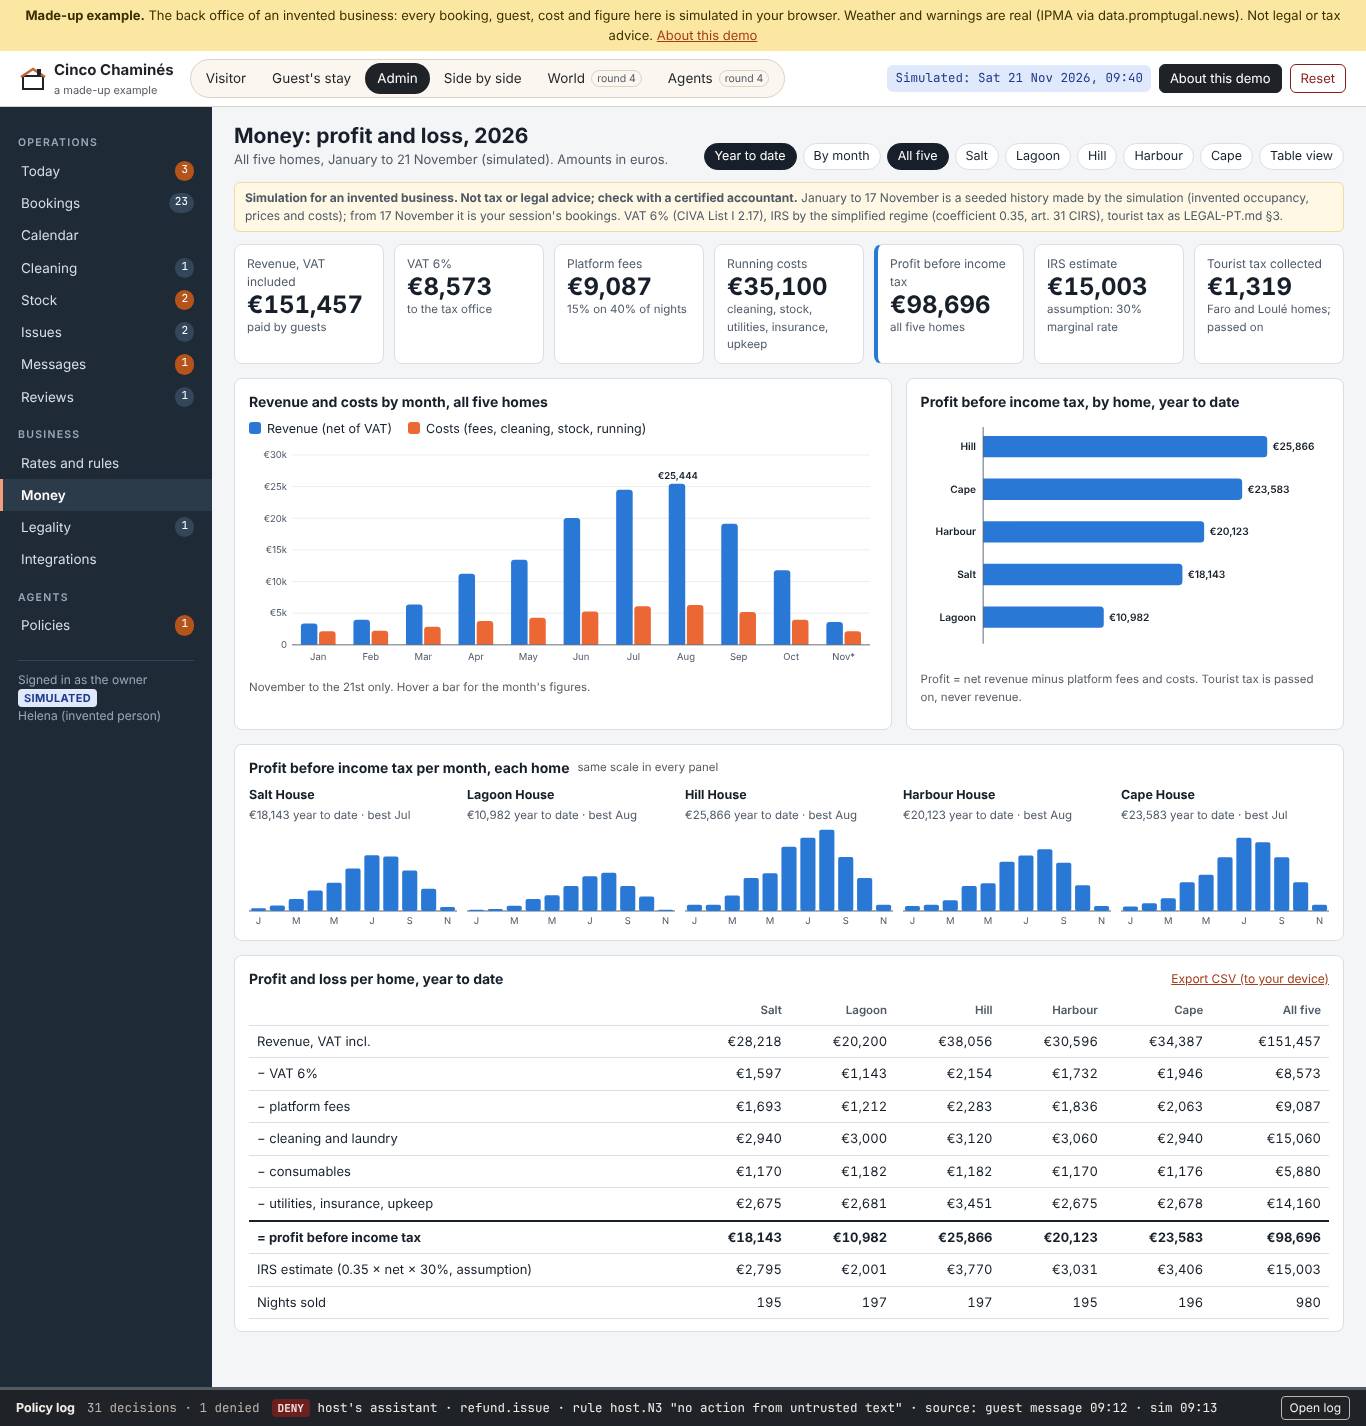 Made-up example. The back office of an invented business: every booking, guest, cost and figure here is simulated in your browser. Weather and warnings are real (IPMA via data.promptugal.news). Not legal or tax
advice. About this demo
Cinco Chaminés
a made-up example
Visitor Guest's stay Admin Side by side World round 4 Agents round 4
Simulated: Sat 21 Nov 2026, 09:40 About this demo Reset
OPERATIONS
Today 3
Bookings 23
Calendar
Cleaning 1
Stock 2
Issues 2
Messages 1
Reviews 1
BUSINESS
Rates and rules
Money
Legality 1
Integrations
AGENTS
Policies 1
Signed in as the owner
SIMULATED
Helena (invented person)
Money: profit and loss, 2026
All five homes, January to 21 November (simulated). Amounts in euros.
Year to date By month All five Salt Lagoon Hill Harbour Cape Table view
Simulation for an invented business. Not tax or legal advice; check with a certified accountant. January to 17 November is a seeded history made by the simulation (invented occupancy,
prices and costs); from 17 November it is your session's bookings. VAT 6% (CIVA List I 2.17), IRS by the simplified regime (coefficient 0.35, art. 31 CIRS), tourist tax as LEGAL-PT.md §3.
Revenue, VAT
included
€151,457
paid by guests
VAT 6%
€8,573
to the tax office
Platform fees
€9,087
15% on 40% of nights
Running costs
€35,100
cleaning, stock,
utilities, insurance,
upkeep
Profit before income
tax
€98,696
all five homes
IRS estimate
€15,003
assumption: 30%
marginal rate
Tourist tax collected
€1,319
Faro and Loulé homes;
passed on
Revenue and costs by month, all five homes
Revenue (net of VAT) Costs (fees, cleaning, stock, running)
€30k
€25k
€20k
€15k
€10k
€5k
0
€25,444
Jan Feb Mar Apr May Jun Jul Aug Sep Oct Nov*
November to the 21st only. Hover a bar for the month's figures.
Profit before income tax, by home, year to date
Hill €25,866
Cape €23,583
Harbour €20,123
Salt €18,143
Lagoon €10,982
Profit = net revenue minus platform fees and costs. Tourist tax is passed
on, never revenue.
Profit before income tax per month, each home same scale in every panel
Salt House
€18,143 year to date · best Jul
J M M J S N
Lagoon House
€10,982 year to date · best Aug
J M M J S N
Hill House
€25,866 year to date · best Aug
J M M J S N
Harbour House
€20,123 year to date · best Aug
J M M J S N
Cape House
€23,583 year to date · best Jul
J M M J S N
Profit and loss per home, year to date Export CSV (to your device)
Salt Lagoon Hill Harbour Cape All five
Revenue, VAT incl. €28,218 €20,200 €38,056 €30,596 €34,387 €151,457
− VAT 6% €1,597 €1,143 €2,154 €1,732 €1,946 €8,573
− platform fees €1,693 €1,212 €2,283 €1,836 €2,063 €9,087
− cleaning and laundry €2,940 €3,000 €3,120 €3,060 €2,940 €15,060
− consumables €1,170 €1,182 €1,182 €1,170 €1,176 €5,880
− utilities, insurance, upkeep €2,675 €2,681 €3,451 €2,675 €2,678 €14,160
= profit before income tax €18,143 €10,982 €25,866 €20,123 €23,583 €98,696
IRS estimate (0.35 × net × 30%, assumption) €2,795 €2,001 €3,770 €3,031 €3,406 €15,003
Nights sold 195 197 197 195 196 980
Policy log 31 decisions · 1 denied DENY host's assistant · refund.issue · rule host.N3 "no action from untrusted text" · source: guest message 09:12 · sim 09:13 Open log